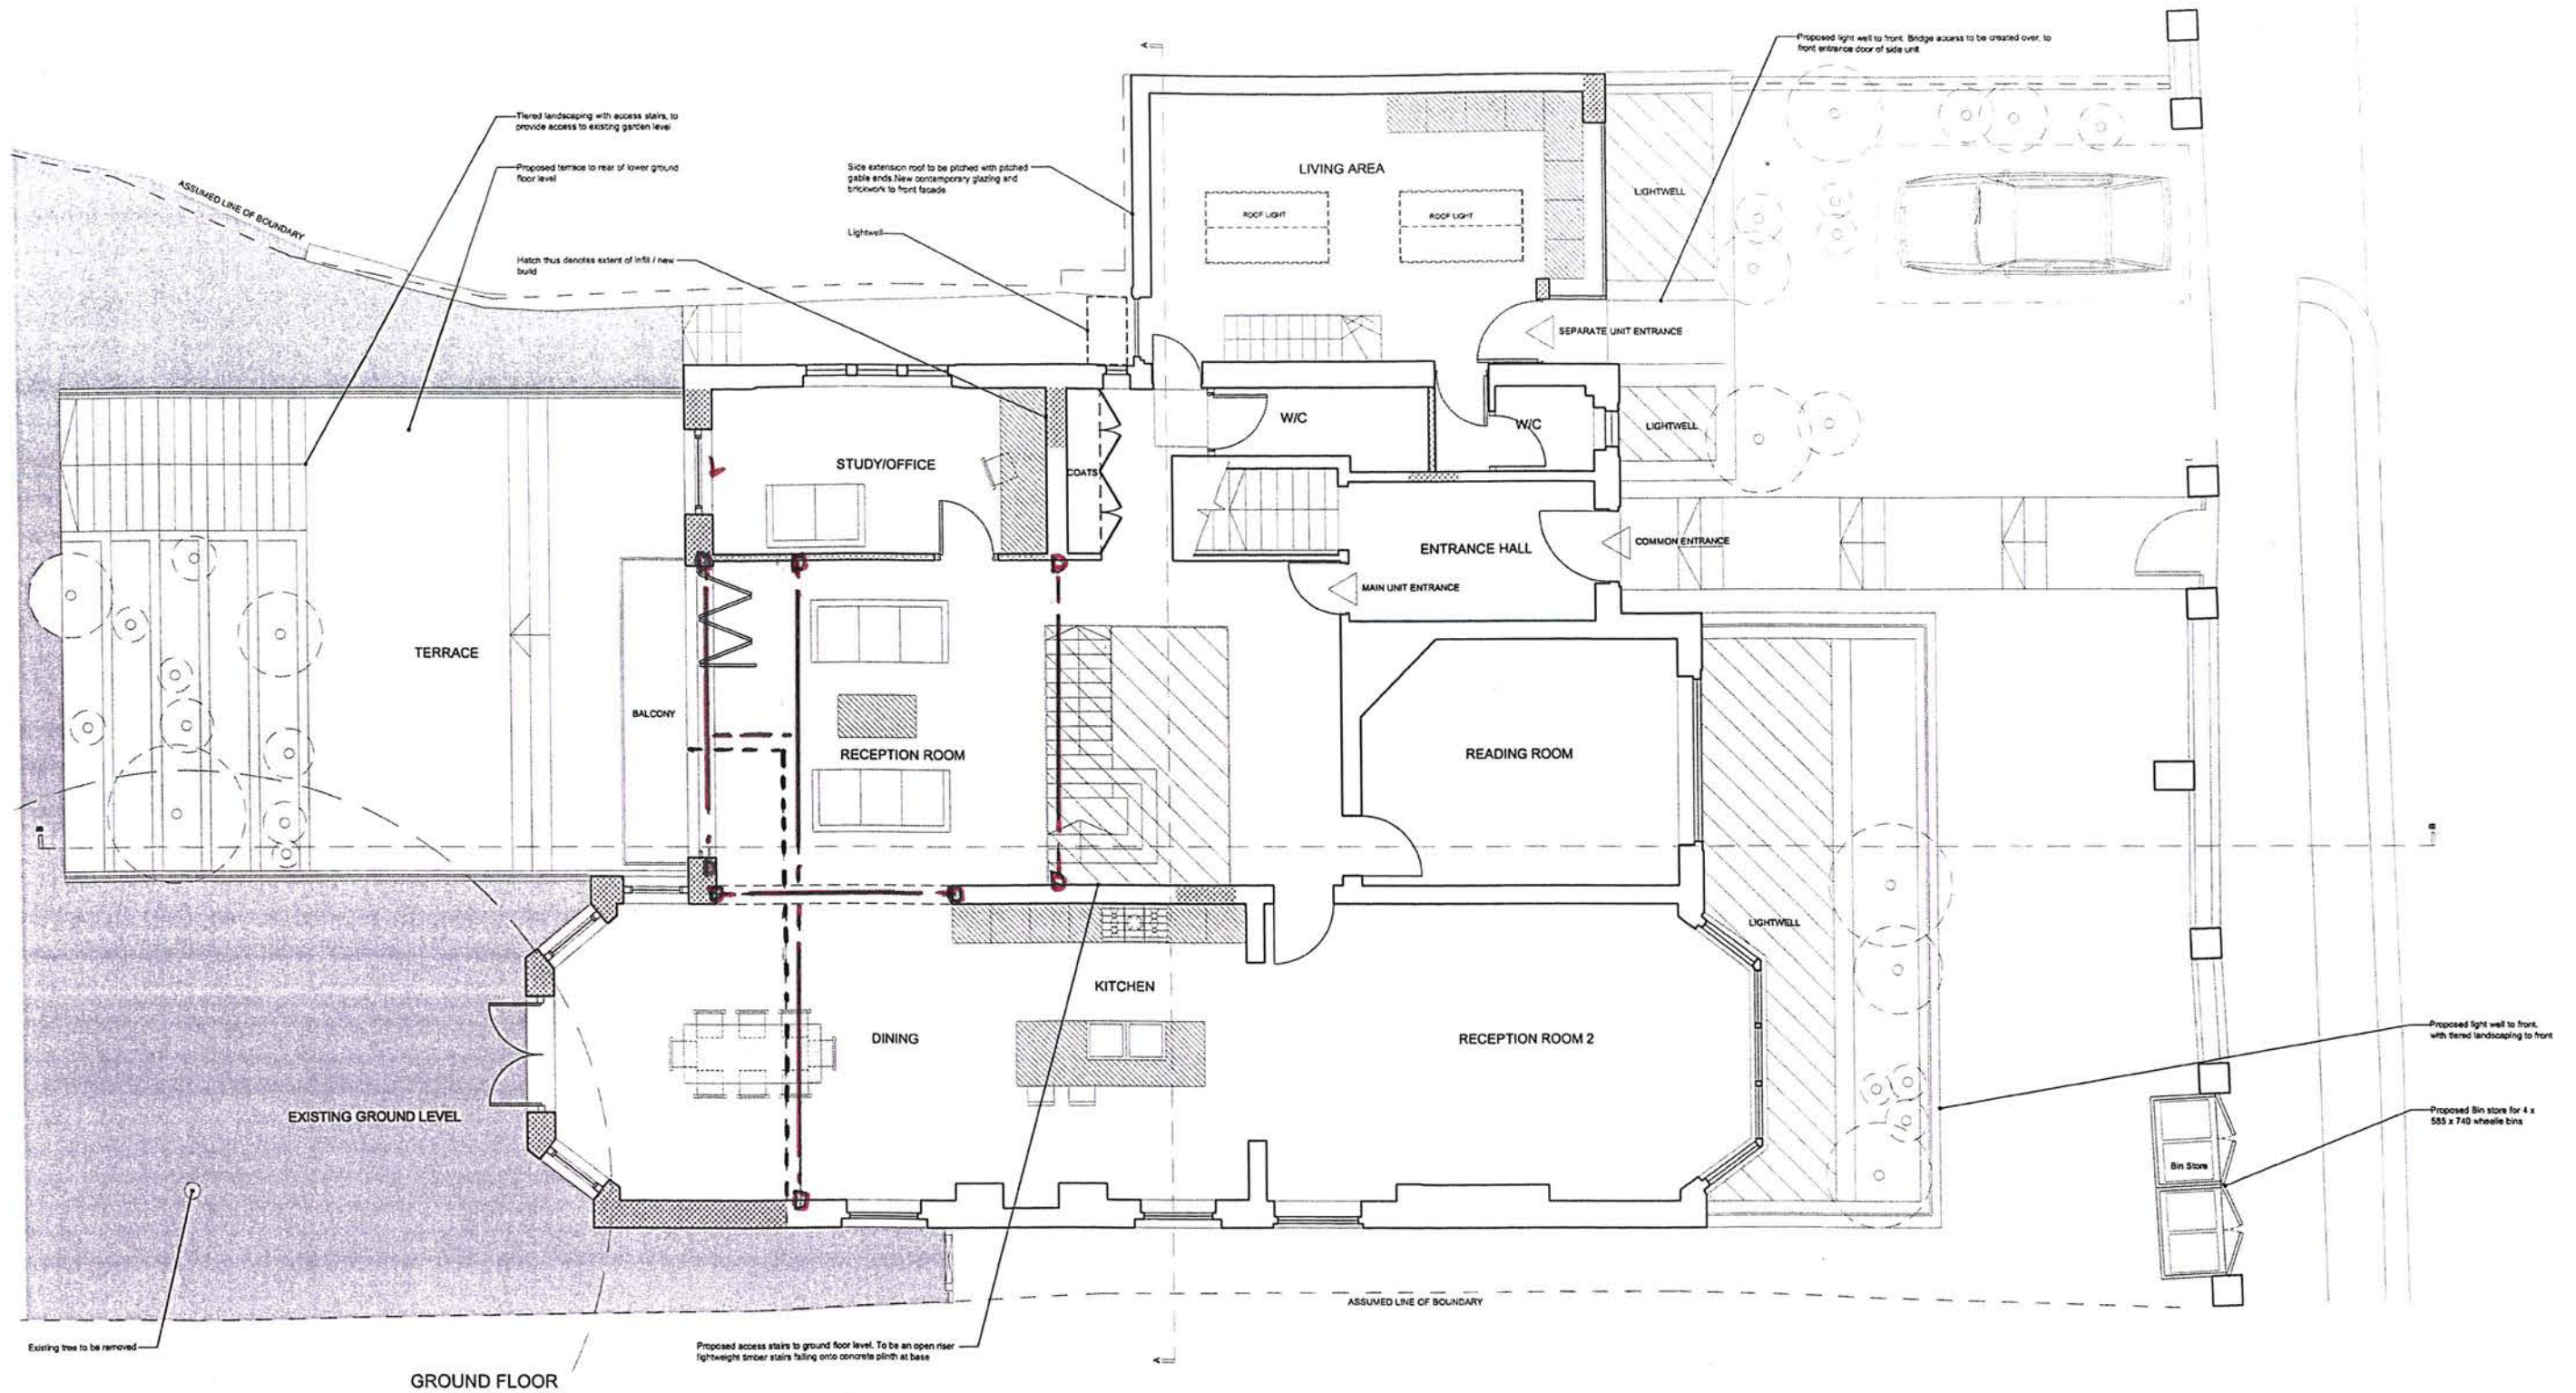 Proposed light well to front. Bridge access to be created over, to
front entrance door of side unit
Tiered landscaping with access stairs, to
provide access to existing garden level
Proposed terrace to rear of lower ground
floor level
Side extension roof to be pitched with pitched
gable ends.New contemporary glazing and
brickwork to front facade
Lightwell
Hatch thus denotes extent of infill / new
build
ASSUMED LINE OF BOUNDARY
A
LIVING AREA
ROOF LIGHT
ROOF LIGHT
LIGHTWELL
SEPARATE UNIT ENTRANCE
W/C
W/C
LIGHTWELL
STUDY/OFFICE
COATS
ENTRANCE HALL
COMMON ENTRANCE
MAIN UNIT ENTRANCE
TERRACE
BALCONY
RECEPTION ROOM
READING ROOM
B
B
LIGHTWELL
KITCHEN
DINING
RECEPTION ROOM 2
EXISTING GROUND LEVEL
Proposed light well to front,
with tiered landscaping to front
Proposed Bin store for 4 x
585 x 740 wheelie bins
Bin Store
ASSUMED LINE OF BOUNDARY
Existing tree to be removed
Proposed access stairs to ground floor level. To be an open riser
lightweight timber stairs falling onto concrete plinth at base
A
GROUND FLOOR